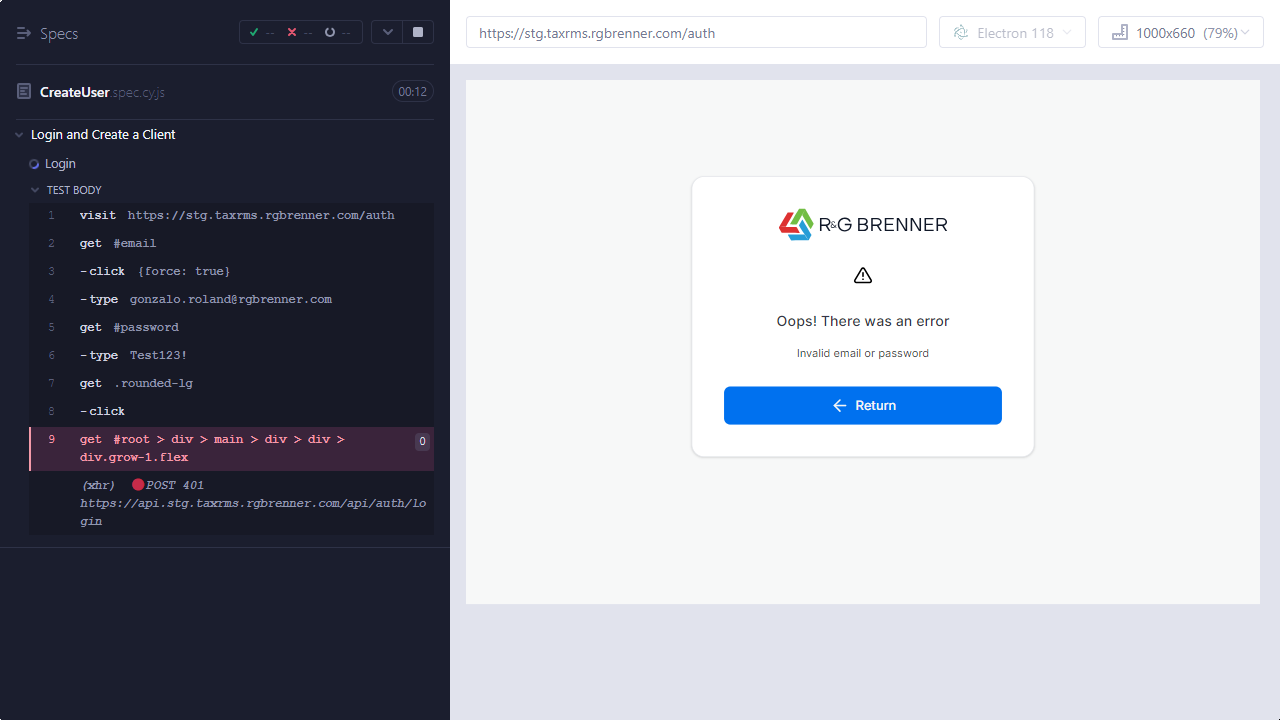 Specs
-- -- --
CreateUser.spec.cy.js
00:12
Login and Create a Client
Login
TEST BODY
1 visit https://stg.taxrms.rgbrenner.com/auth
2 get #email
3 -click {force: true}
4 -type gonzalo.roland@rgbrenner.com
5 get #password
6 -type Test123!
7 get .rounded-lg
8 -click
9 get #root > div > main > div > div >
div.grow-1.flex
0
(xhr) POST 401
https://api.stg.taxrms.rgbrenner.com/api/auth/lo
gin
https://stg.taxrms.rgbrenner.com/auth
Electron 118
1000x660 (79%)
R&G BRENNER
Oops! There was an error
Invalid email or password
Return